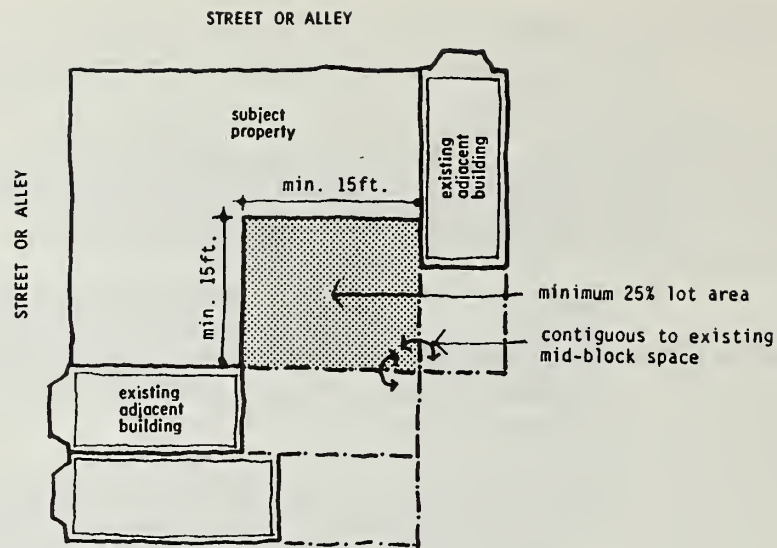 STREET OR ALLEY
subject
property
min. 15ft.
existing
adjacent
building
STREET OR ALLEY
min. 15ft.
minimum 25% lot area
contiguous to existing
mid-block space
existing
adjacent
building